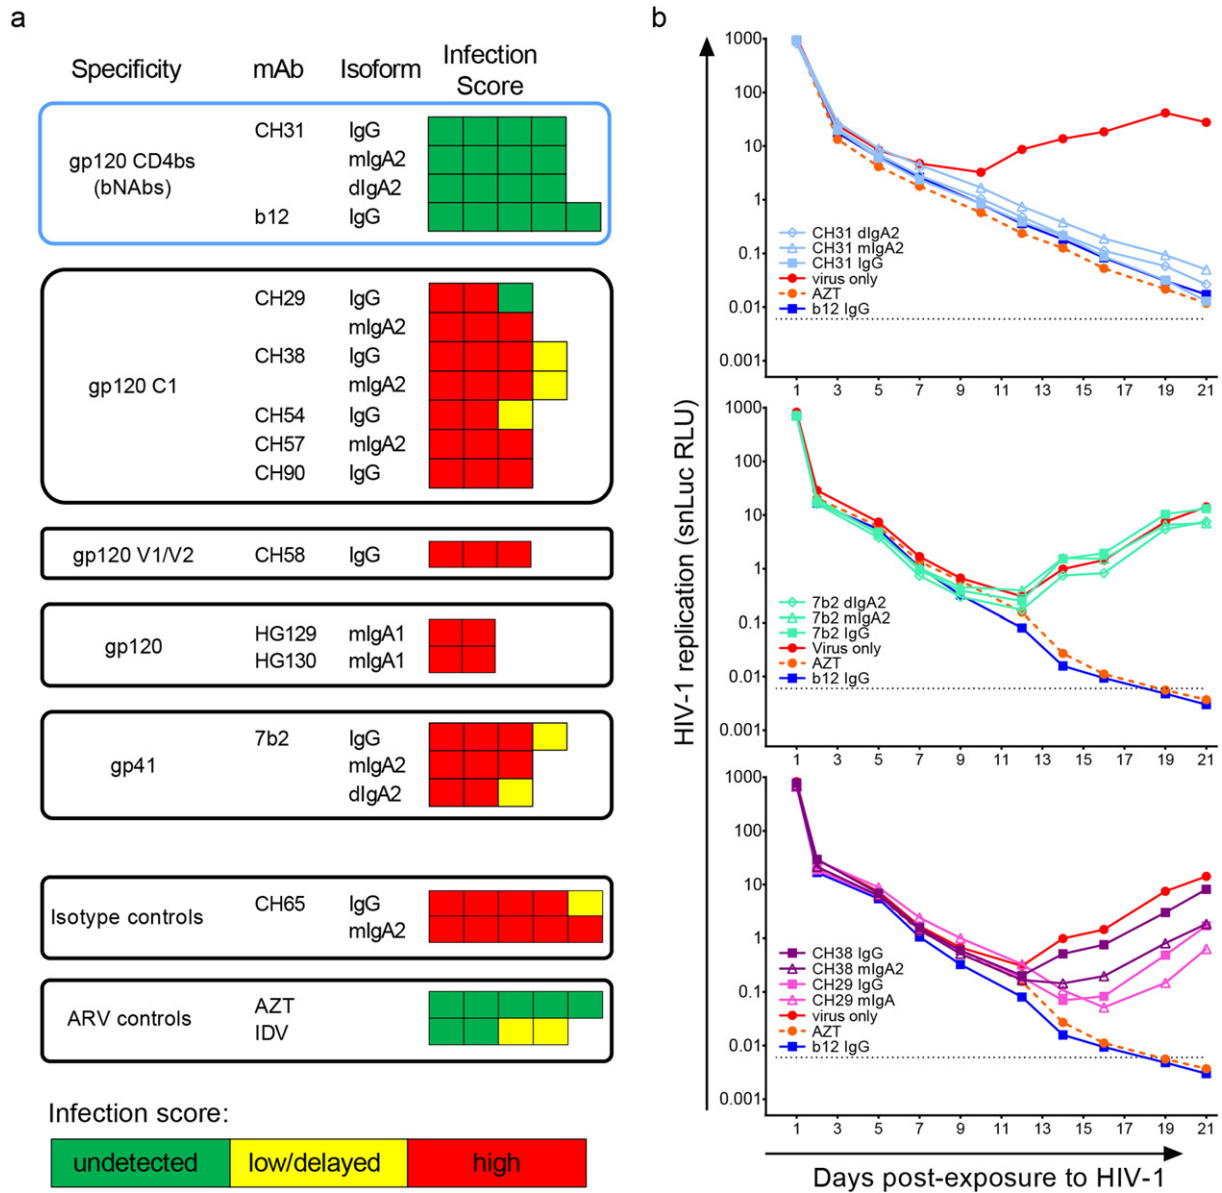 a
Specificity mAb Isoform Infection Score
gp120 CD4bs (bNAbs)
CH31 IgG
mIgA2
dIgA2
b12 IgG
gp120 C1
CH29 IgG
mIgA2
CH38 IgG
mIgA2
CH54 IgG
CH57 mIgA2
CH90 IgG
gp120 V1/V2 CH58 IgG
gp120
HG129 mIgA1
HG130 mIgA1
gp41
7b2 IgG
mIgA2
dIgA2
Isotype controls
CH65 IgG
mIgA2
ARV controls
AZT
IDV
Infection score:
undetected low/delayed high
b
HIV-1 replication (snLuc RLU)
1000
100
10
1
0.1
0.01
0.001
CH31 dIgA2
CH31 mIgA2
CH31 IgG
virus only
AZT
b12 IgG
1 3 5 7 9 11 13 15 17 19 21
1000
100
10
1
0.1
0.01
0.001
7b2 dIgA2
7b2 mIgA2
7b2 IgG
Virus only
AZT
b12 IgG
1 3 5 7 9 11 13 15 17 19 21
1000
100
10
1
0.1
0.01
0.001
CH38 IgG
CH38 mIgA2
CH29 IgG
CH29 mIgA
virus only
AZT
b12 IgG
1 3 5 7 9 11 13 15 17 19 21
Days post-exposure to HIV-1